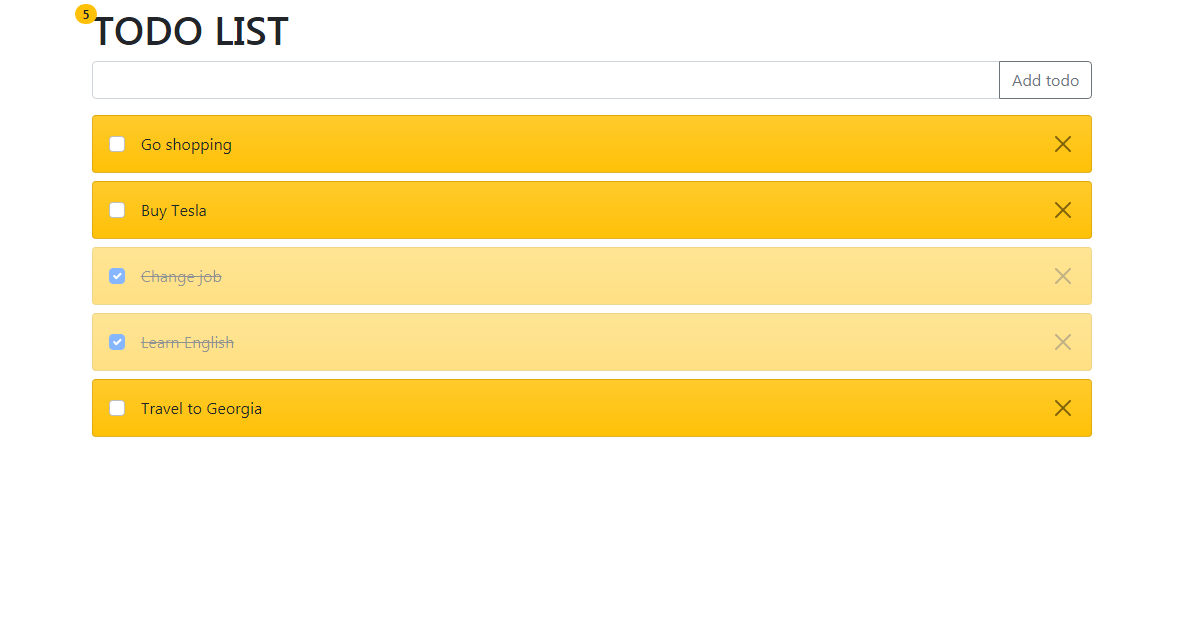 5
TODO LIST
Add todo
Go shopping
Buy Tesla
Change job
Learn English
Travel to Georgia